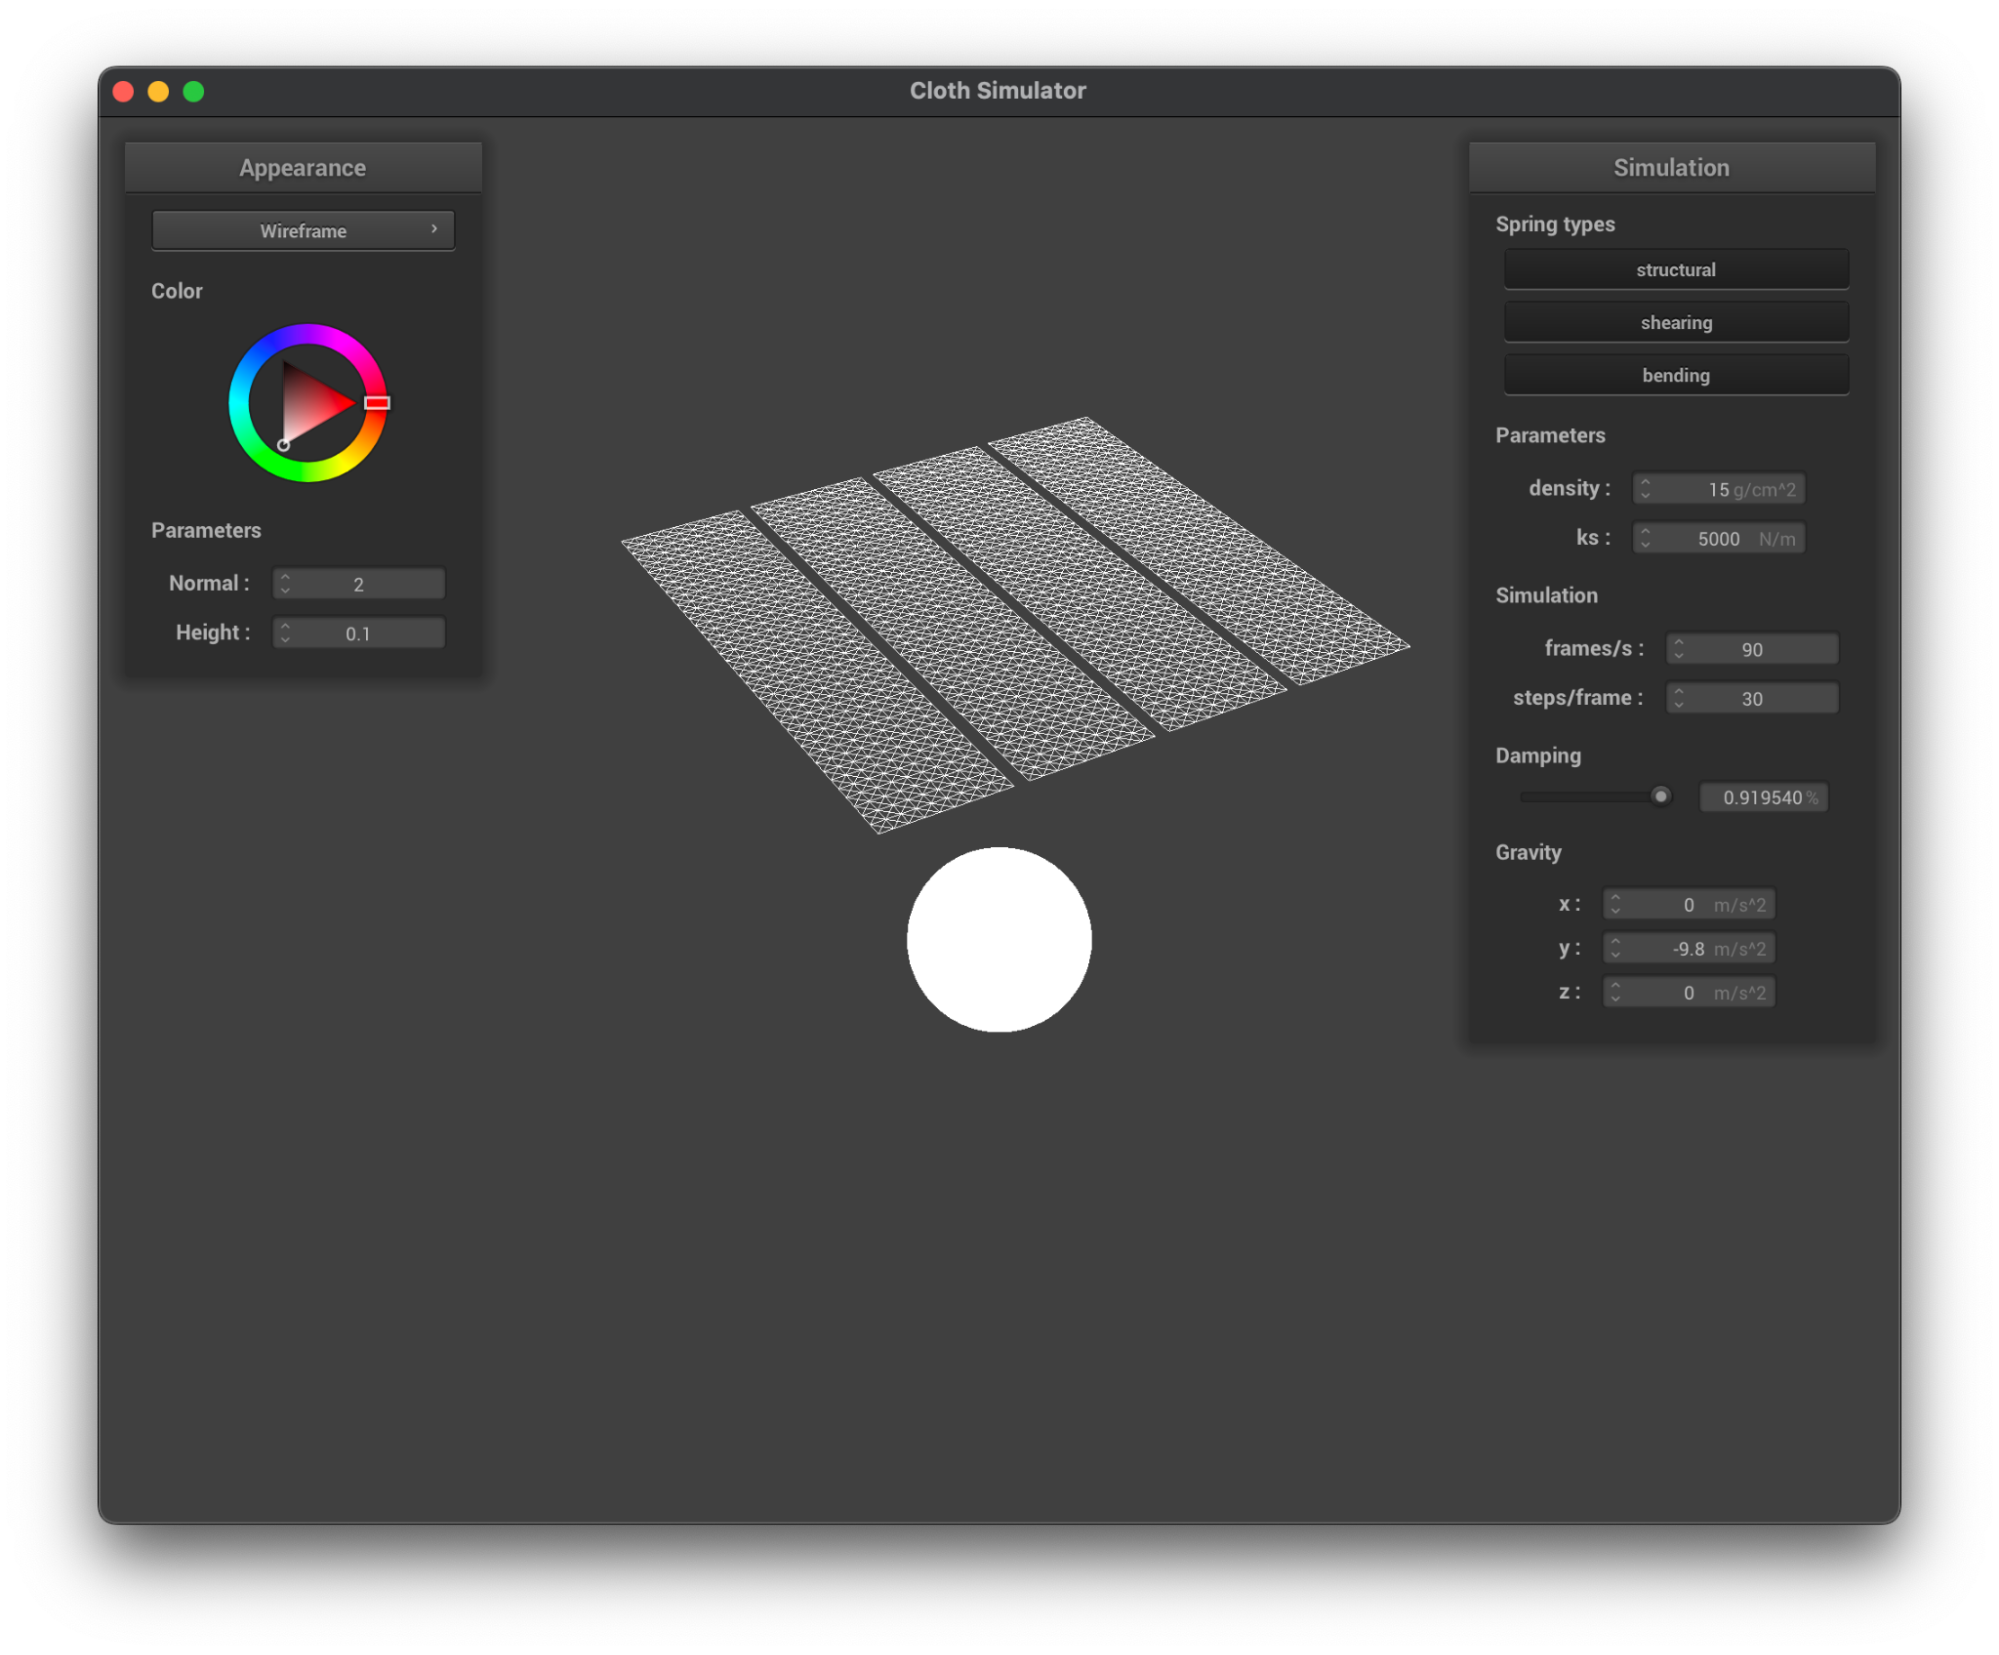 Cloth Simulator
Appearance
Wireframe
Color
Parameters
Normal : 2
Height : 0.1
Simulation
Spring types
structural
shearing
bending
Parameters
density : 15 g/cm^2
ks : 5000 N/m
Simulation
frames/s : 90
steps/frame : 30
Damping
0.919540 %
Gravity
x : 0 m/s^2
y : -9.8 m/s^2
z : 0 m/s^2